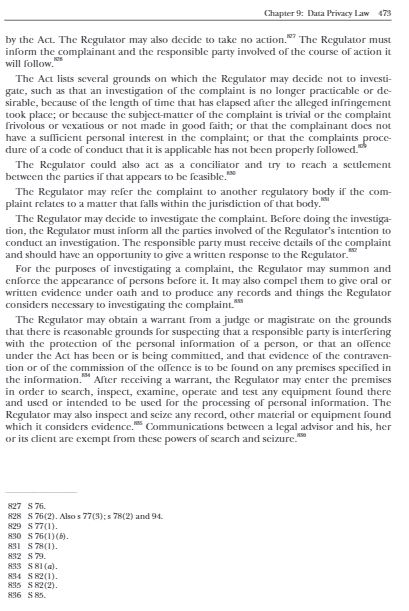 Chapter 9: Data Privacy Law 473
by the Act. The Regulator may also decide to take no action.827 The Regulator must
inform the complainant and the responsible party involved of the course of action it
will follow.828
The Act lists several grounds on which the Regulator may decide not to investi-
gate, such as that an investigation of the complaint is no longer practicable or de-
sirable, because of the length of time that has elapsed after the alleged infringement
took place; or because the subject-matter of the complaint is trivial or the complaint
frivolous or vexatious or not made in good faith; or that the complainant does not
have a sufficient personal interest in the complaint; or that the complaints proce-
dure of a code of conduct that it is applicable has not been properly followed.829
The Regulator could also act as a conciliator and try to reach a settlement
between the parties if that appears to be feasible.830
The Regulator may refer the complaint to another regulatory body if the com-
plaint relates to a matter that falls within the jurisdiction of that body.831
The Regulator may decide to investigate the complaint. Before doing the investiga-
tion, the Regulator must inform all the parties involved of the Regulator's intention to
conduct an investigation. The responsible party must receive details of the complaint
and should have an opportunity to give a written response to the Regulator.832
For the purposes of investigating a complaint, the Regulator may summon and
enforce the appearance of persons before it. It may also compel them to give oral or
written evidence under oath and to produce any records and things the Regulator
considers necessary to investigating the complaint.833
The Regulator may obtain a warrant from a judge or magistrate on the grounds
that there is reasonable grounds for suspecting that a responsible party is interfering
with the protection of the personal information of a person, or that an offence
under the Act has been or is being committed, and that evidence of the contraven-
tion or of the commission of the offence is to be found on any premises specified in
the information.834 After receiving a warrant, the Regulator may enter the premises
in order to search, inspect, examine, operate and test any equipment found there
and used or intended to be used for the processing of personal information. The
Regulator may also inspect and seize any record, other material or equipment found
which it considers evidence.835 Communications between a legal advisor and his, her
or its client are exempt from these powers of search and seizure.836
827 S 76.
828 S 76(2). Also s 77(3); s 78(2) and 94.
829 S 77(1).
830 S 76(1)(b).
831 S 78(1).
832 S 79.
833 S 81(a).
834 S 82(1).
835 S 82(2).
836 S 85.